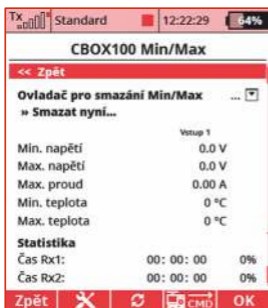 Tx Standard 12:22:29 64%
CBOX100 Min/Max
<< Zpět
Ovladač pro smazání Min/Max ...
» Smazat nyní...
Vstup 1
Min. napětí 0.0 V
Max. napětí 0.0 V
Max. proud 0.00 A
Min. teplota 0 °C
Max. teplota 0 °C
Statistika
Čas Rx1: 00: 00: 00 0%
Čas Rx2: 00: 00: 00 0%
Zpět CMD OK